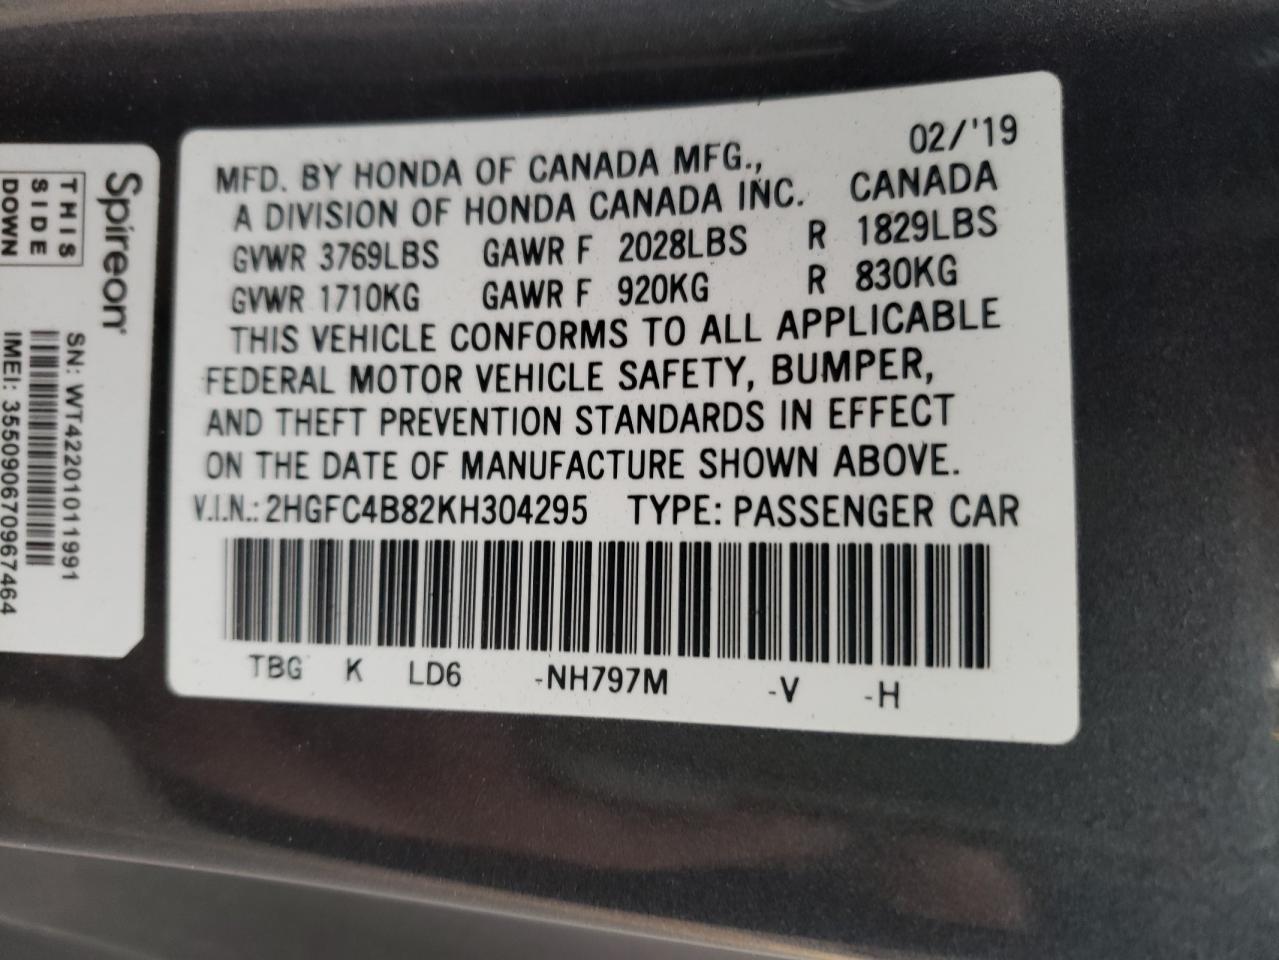 02/'19
MFD. BY HONDA OF CANADA MFG.,
A DIVISION OF HONDA CANADA INC. CANADA
GVWR 3769LBS GAWR F 2028LBS R 1829LBS
GVWR 1710KG GAWR F 920KG R 830KG
THIS VEHICLE CONFORMS TO ALL APPLICABLE
FEDERAL MOTOR VEHICLE SAFETY, BUMPER,
AND THEFT PREVENTION STANDARDS IN EFFECT
ON THE DATE OF MANUFACTURE SHOWN ABOVE.
V.I.N.: 2HGFC4B82KH304295 TYPE: PASSENGER CAR
TBG K LD6 -NH797M -V -H
Spireon
THIS
SIDE
DOWN
SN: WT4220101011991
IMEI: 355090670967464